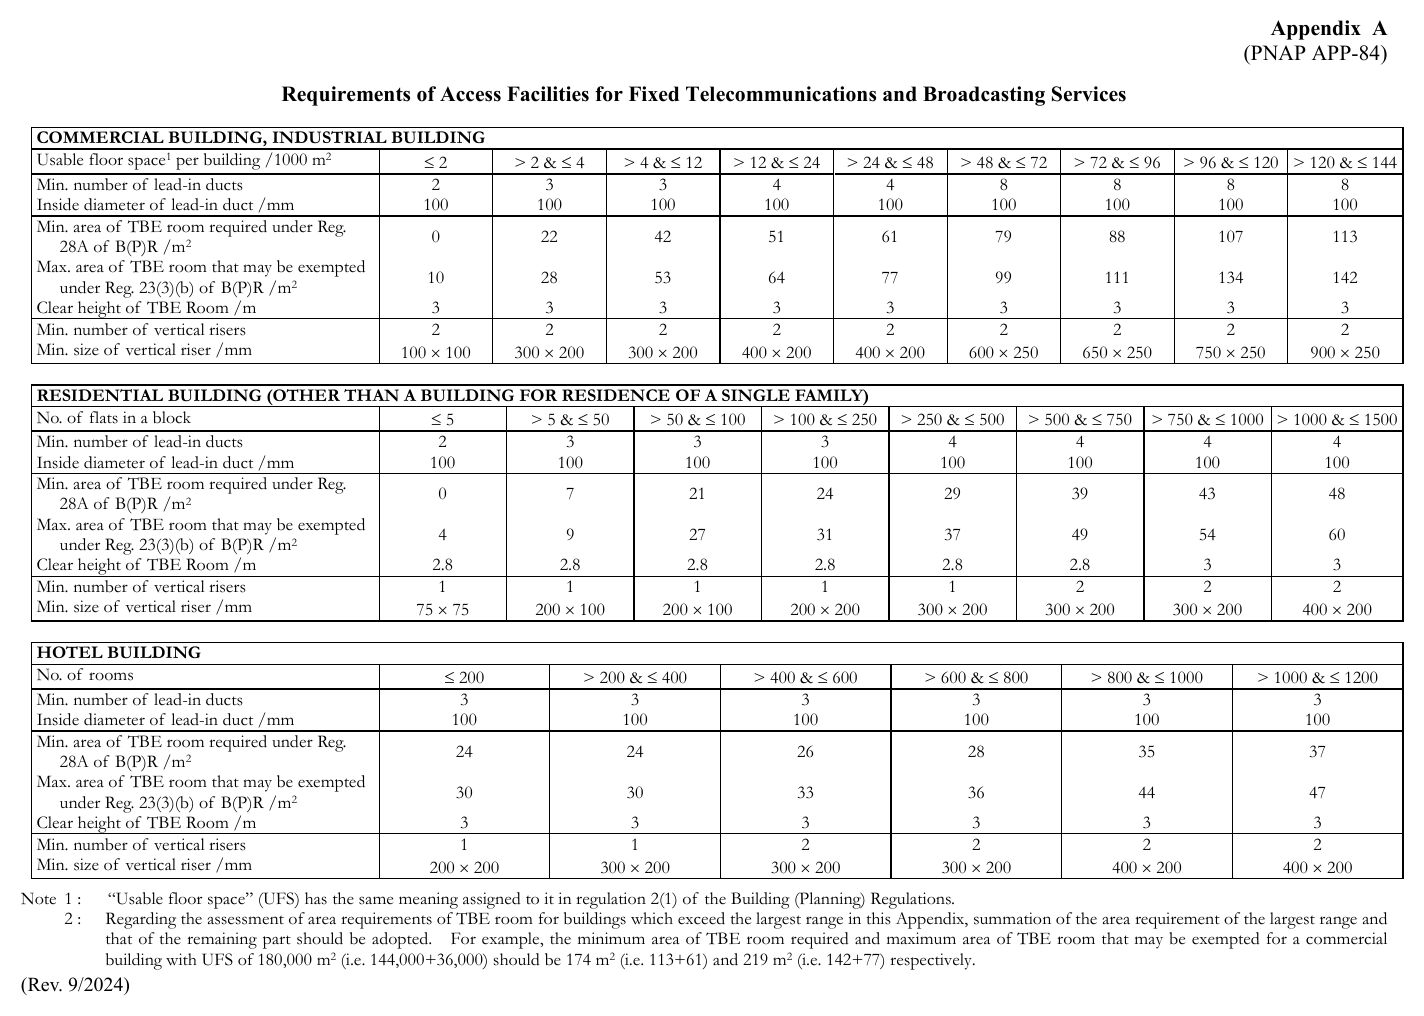 Appendix A
(PNAP APP-84)
Requirements of Access Facilities for Fixed Telecommunications and Broadcasting Services
COMMERCIAL BUILDING, INDUSTRIAL BUILDING
Usable floor space¹ per building /1000 m² ≤ 2 > 2 & ≤ 4 > 4 & ≤ 12 > 12 & ≤ 24 > 24 & ≤ 48 > 48 & ≤ 72 > 72 & ≤ 96 > 96 & ≤ 120 > 120 & ≤ 144
Min. number of lead-in ducts 2 3 3 4 4 8 8 8 8
Inside diameter of lead-in duct /mm 100 100 100 100 100 100 100 100 100
Min. area of TBE room required under Reg.
28A of B(P)R /m² 0 22 42 51 61 79 88 107 113
Max. area of TBE room that may be exempted
under Reg. 23(3)(b) of B(P)R /m² 10 28 53 64 77 99 111 134 142
Clear height of TBE Room /m 3 3 3 3 3 3 3 3 3
Min. number of vertical risers 2 2 2 2 2 2 2 2 2
Min. size of vertical riser /mm 100 × 100 300 × 200 300 × 200 400 × 200 400 × 200 600 × 250 650 × 250 750 × 250 900 × 250
RESIDENTIAL BUILDING (OTHER THAN A BUILDING FOR RESIDENCE OF A SINGLE FAMILY)
No. of flats in a block ≤ 5 > 5 & ≤ 50 > 50 & ≤ 100 > 100 & ≤ 250 > 250 & ≤ 500 > 500 & ≤ 750 > 750 & ≤ 1000 > 1000 & ≤ 1500
Min. number of lead-in ducts 2 3 3 3 4 4 4 4
Inside diameter of lead-in duct /mm 100 100 100 100 100 100 100 100
Min. area of TBE room required under Reg.
28A of B(P)R /m² 0 7 21 24 29 39 43 48
Max. area of TBE room that may be exempted
under Reg. 23(3)(b) of B(P)R /m² 4 9 27 31 37 49 54 60
Clear height of TBE Room /m 2.8 2.8 2.8 2.8 2.8 2.8 3 3
Min. number of vertical risers 1 1 1 1 1 2 2 2
Min. size of vertical riser /mm 75 × 75 200 × 100 200 × 100 200 × 200 300 × 200 300 × 200 300 × 200 400 × 200
HOTEL BUILDING
No. of rooms ≤ 200 > 200 & ≤ 400 > 400 & ≤ 600 > 600 & ≤ 800 > 800 & ≤ 1000 > 1000 & ≤ 1200
Min. number of lead-in ducts 3 3 3 3 3 3
Inside diameter of lead-in duct /mm 100 100 100 100 100 100
Min. area of TBE room required under Reg.
28A of B(P)R /m² 24 24 26 28 35 37
Max. area of TBE room that may be exempted
under Reg. 23(3)(b) of B(P)R /m² 30 30 33 36 44 47
Clear height of TBE Room /m 3 3 3 3 3 3
Min. number of vertical risers 1 1 2 2 2 2
Min. size of vertical riser /mm 200 × 200 300 × 200 300 × 200 300 × 200 400 × 200 400 × 200
Note 1 : “Usable floor space” (UFS) has the same meaning assigned to it in regulation 2(1) of the Building (Planning) Regulations.
2 : Regarding the assessment of area requirements of TBE room for buildings which exceed the largest range in this Appendix, summation of the area requirement of the largest range and
that of the remaining part should be adopted. For example, the minimum area of TBE room required and maximum area of TBE room that may be exempted for a commercial
building with UFS of 180,000 m² (i.e. 144,000+36,000) should be 174 m² (i.e. 113+61) and 219 m² (i.e. 142+77) respectively.
(Rev. 9/2024)